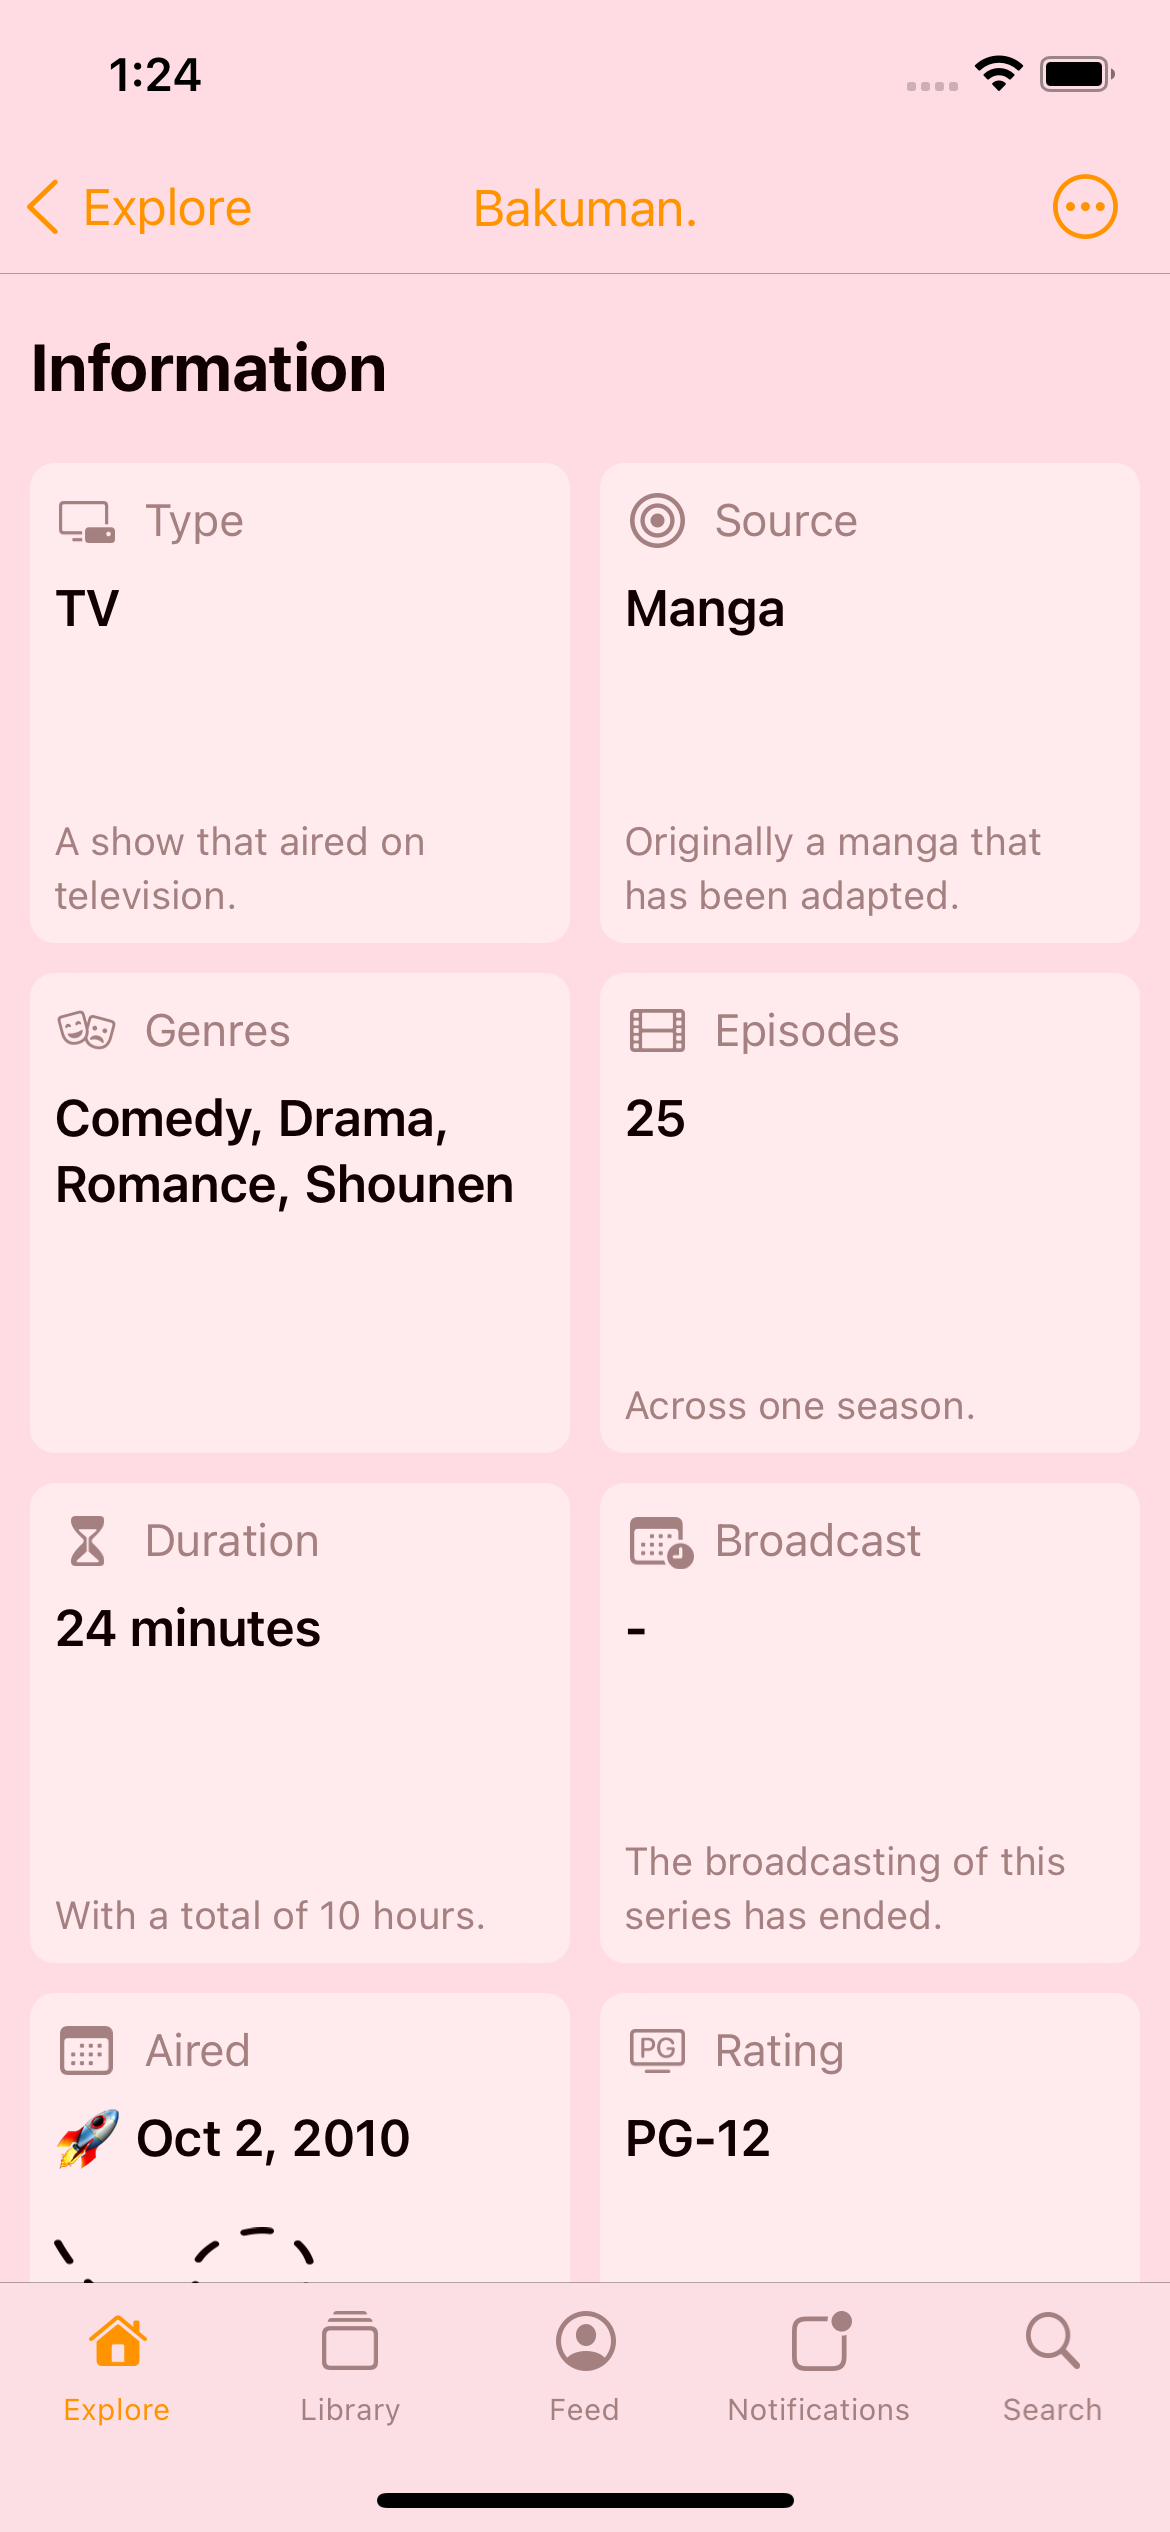 1:24
Explore
Bakuman.
Information
Type
TV
A show that aired on
television.
Source
Manga
Originally a manga that
has been adapted.
Genres
Comedy, Drama,
Romance, Shounen
Episodes
25
Across one season.
Duration
24 minutes
With a total of 10 hours.
Broadcast
-
The broadcasting of this
series has ended.
Aired
🚀 Oct 2, 2010
PG
Rating
PG-12
Explore
Library
Feed
Notifications
Search